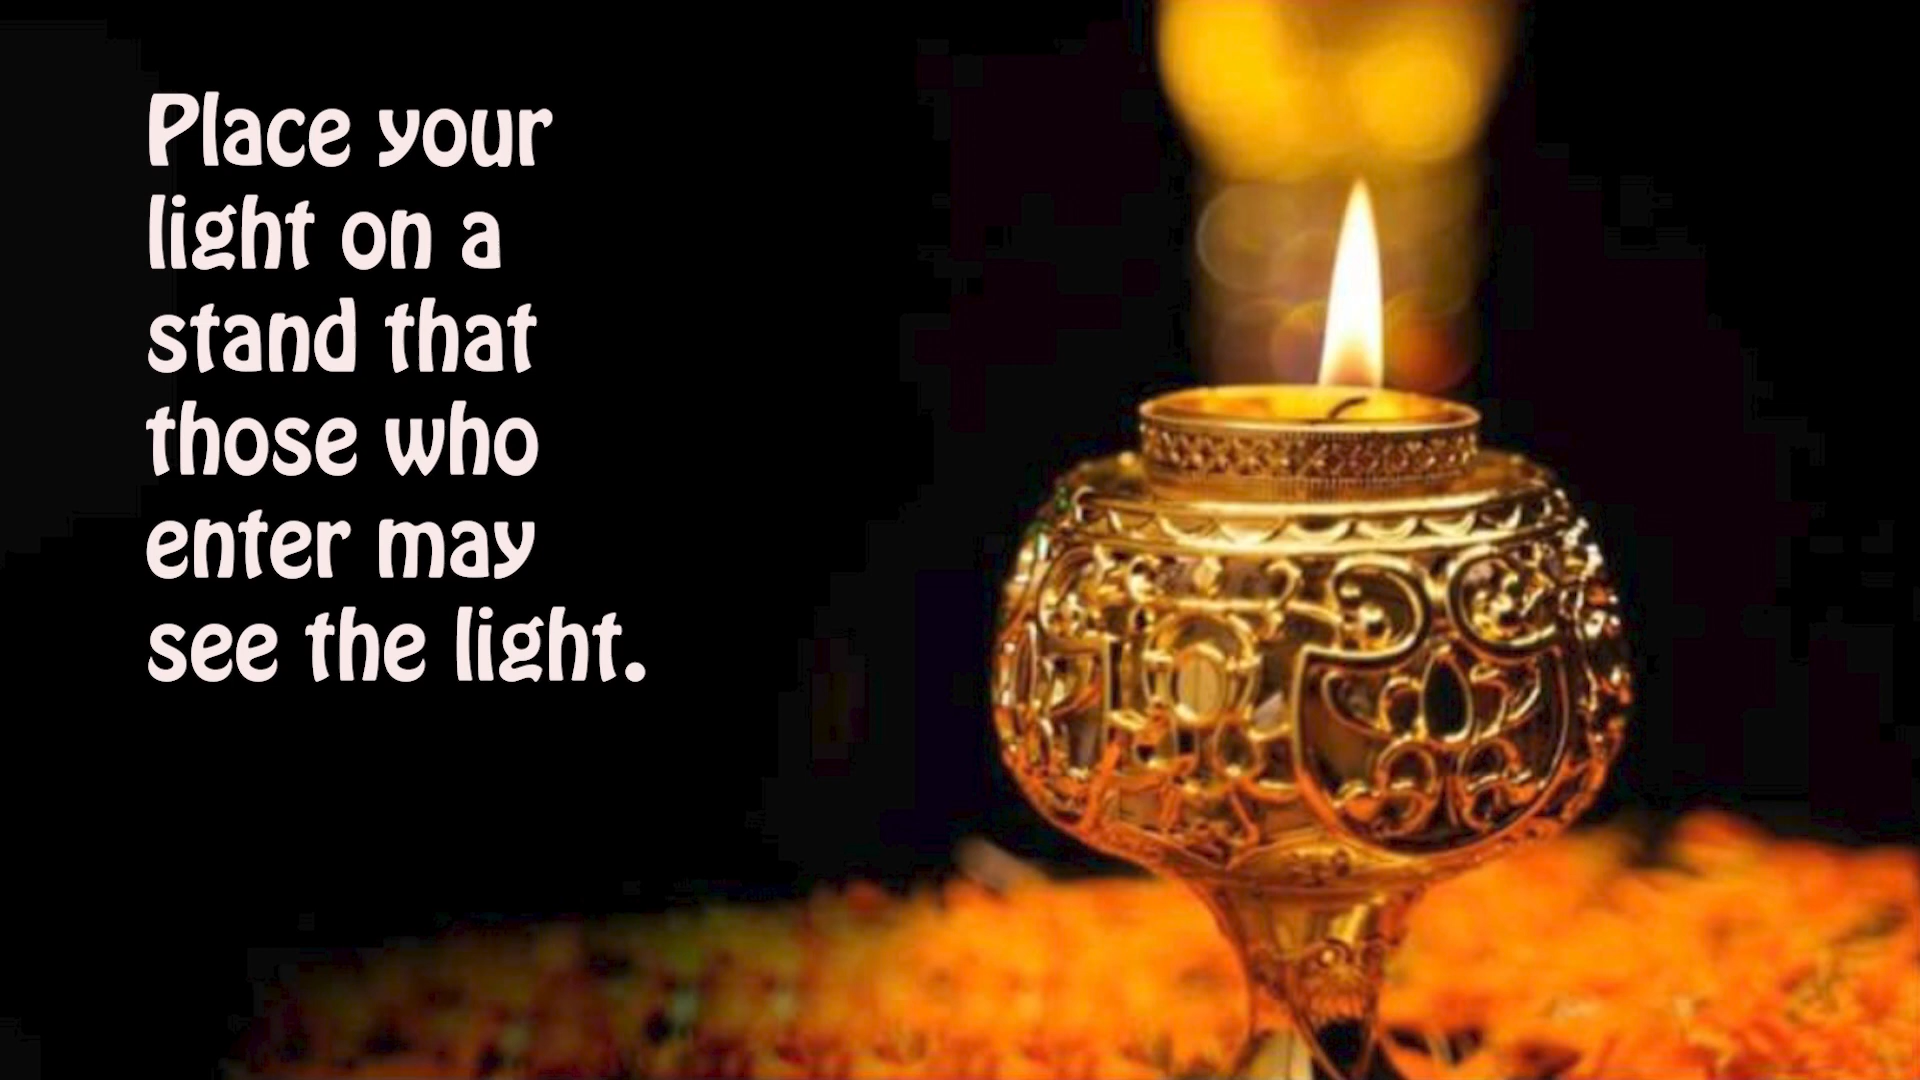 Place your
light on a
stand that
those who
enter may
see the light.